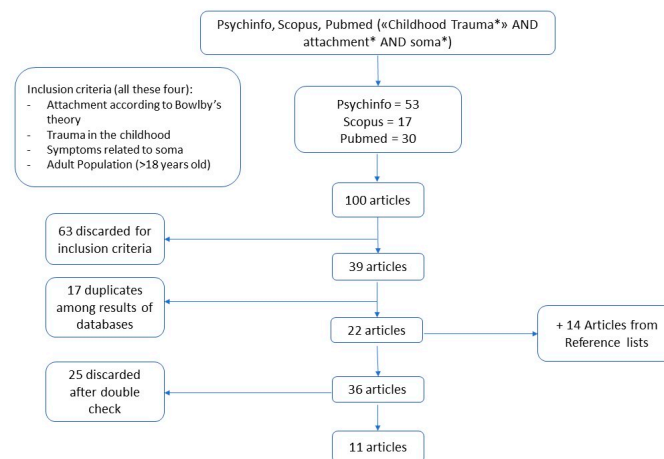 Psychinfo, Scopus, Pubmed («Childhood Trauma*» AND
attachment* AND soma*)
Inclusion criteria (all these four):
- Attachment according to Bowlby's
theory
- Trauma in the childhood
- Symptoms related to soma
- Adult Population (>18 years old)
Psychinfo = 53
Scopus = 17
Pubmed = 30
100 articles
63 discarded for
inclusion criteria
39 articles
17 duplicates
among results of
databases
22 articles
+ 14 Articles from
Reference lists
25 discarded
after double
check
36 articles
11 articles